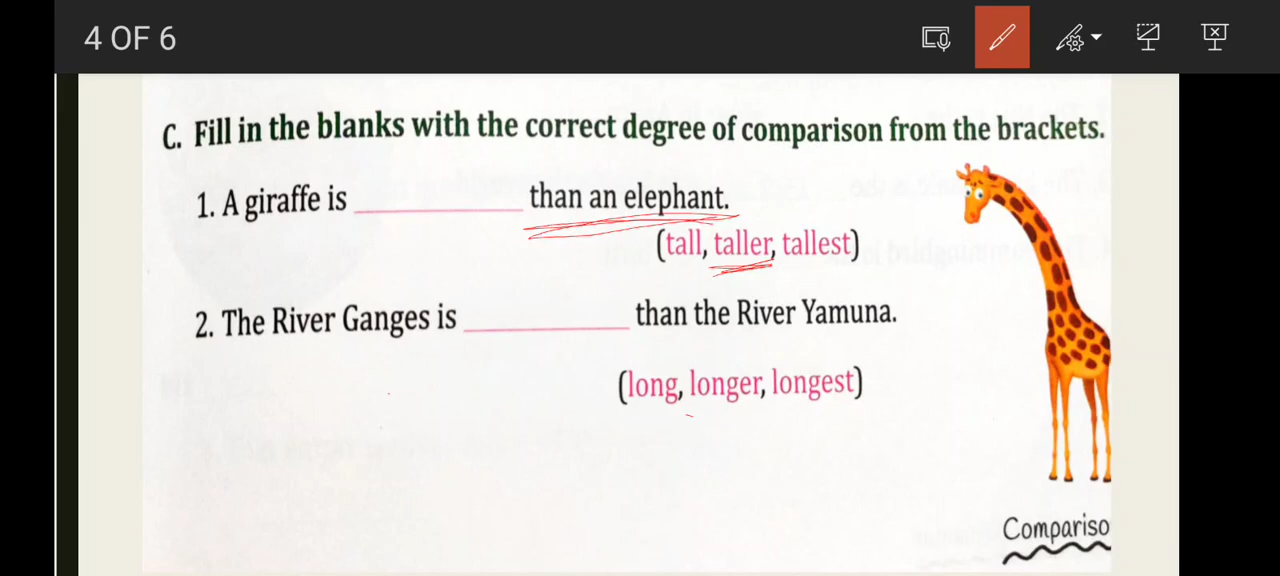 4 OF 6
C. Fill in the blanks with the correct degree of comparison from the brackets.
1. A giraffe is __________ than an elephant.
(tall, taller, tallest)
2. The River Ganges is __________ than the River Yamuna.
(long, longer, longest)
Compariso